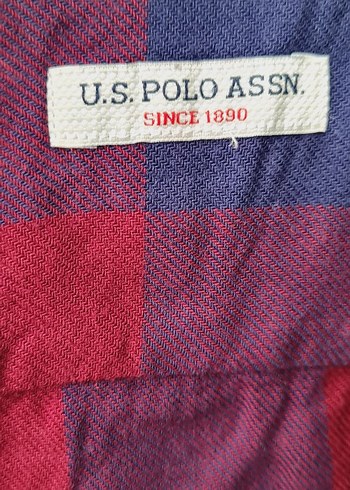 U.S. POLO ASSN.
SINCE 1890